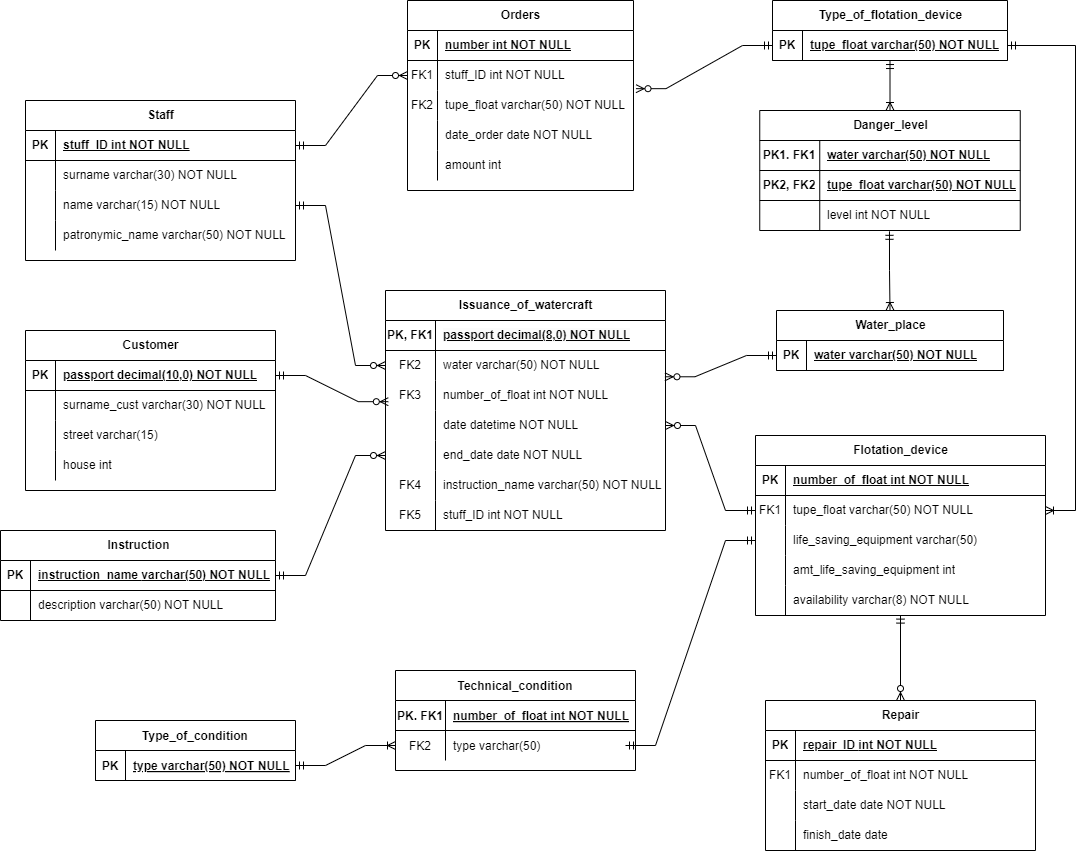 Orders
PK number int NOT NULL
FK1 stuff_ID int NOT NULL
FK2 tupe_float varchar(50) NOT NULL
date_order date NOT NULL
amount int
Type_of_flotation_device
PK tupe_float varchar(50) NOT NULL
Staff
PK stuff_ID int NOT NULL
surname varchar(30) NOT NULL
name varchar(15) NOT NULL
patronymic_name varchar(50) NOT NULL
Danger_level
PK1. FK1 water varchar(50) NOT NULL
PK2, FK2 tupe_float varchar(50) NOT NULL
level int NOT NULL
Issuance_of_watercraft
PK, FK1 passport decimal(8,0) NOT NULL
FK2 water varchar(50) NOT NULL
FK3 number_of_float int NOT NULL
date datetime NOT NULL
end_date date NOT NULL
FK4 instruction_name varchar(50) NOT NULL
FK5 stuff_ID int NOT NULL
Water_place
PK water varchar(50) NOT NULL
Customer
PK passport decimal(10,0) NOT NULL
surname_cust varchar(30) NOT NULL
street varchar(15)
house int
Flotation_device
PK number_of_float int NOT NULL
FK1 tupe_float varchar(50) NOT NULL
life_saving_equipment varchar(50)
amt_life_saving_equipment int
availability varchar(8) NOT NULL
Instruction
PK instruction_name varchar(50) NOT NULL
description varchar(50) NOT NULL
Technical_condition
PK. FK1 number_of_float int NOT NULL
FK2 type varchar(50)
Type_of_condition
PK type varchar(50) NOT NULL
Repair
PK repair_ID int NOT NULL
FK1 number_of_float int NOT NULL
start_date date NOT NULL
finish_date date